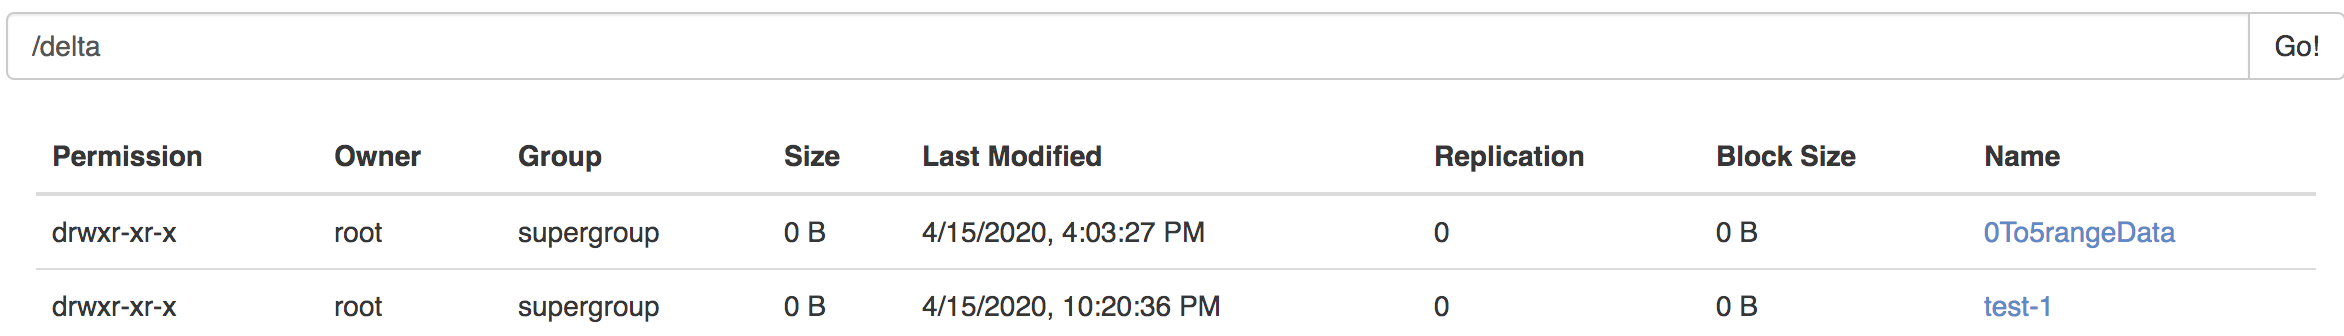 /delta Go!
Permission Owner Group Size Last Modified Replication Block Size Name
drwxr-xr-x root supergroup 0 B 4/15/2020, 4:03:27 PM 0 0 B 0To5rangeData
drwxr-xr-x root supergroup 0 B 4/15/2020, 10:20:36 PM 0 0 B test-1